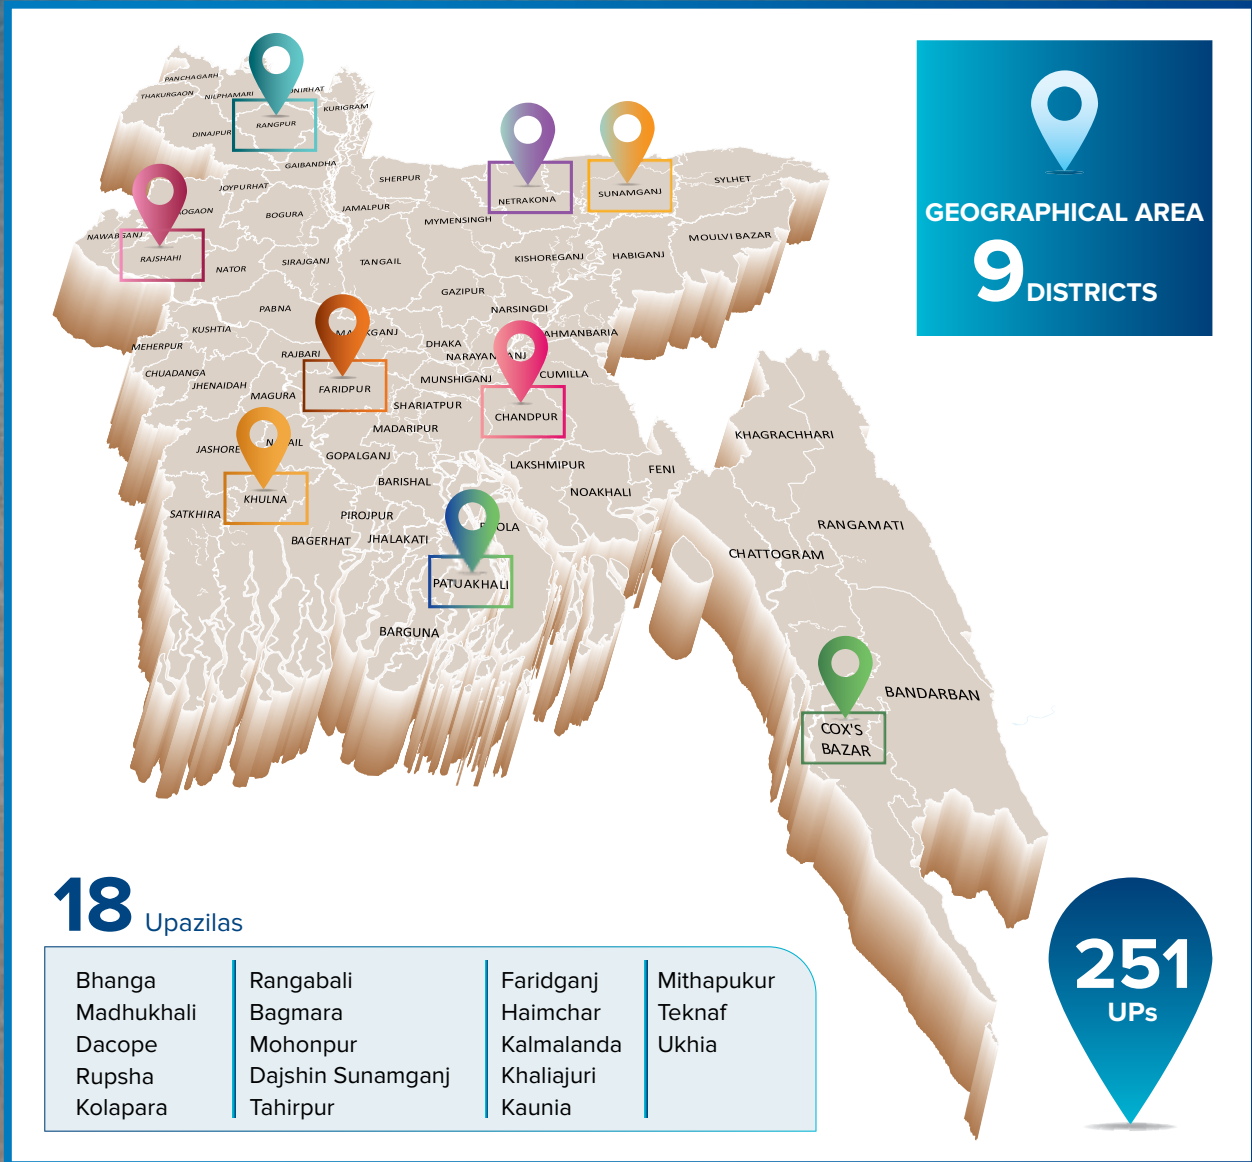 PANCHAGARH
THAKURGAON
NILPHAMARI
KURIGRAM
DINAJPUR
RANGPUR
GAIBANDHA
JOYPURHAT
SHERPUR
NETRAKONA
SUNAMGANJ
SYLHET
BOGURA
JAMALPUR
MYMENSINGH
MOULVI BAZAR
RAJSHAHI
NATOR
SIRAJGANJ
TANGAIL
KISHOREGANJ
HABIGANJ
GAZIPUR
PABNA
NARSINGDI
KUSHTIA
MEHERPUR
RAJBARI
DHAKA
CHUADANGA
JHENAIDAH
MAGURA
FARIDPUR
MUNSHIGANJ
CUMILLA
SHARIATPUR
CHANDPUR
MADARIPUR
JASHORE
GOPALGANJ
KHAGRACHHARI
LAKSHMIPUR
FENI
BARISHAL
NOAKHALI
KHULNA
SATKHIRA
PIROJPUR
RANGAMATI
BAGERHAT
JHALAKATI
CHATTOGRAM
PATUAKHALI
BARGUNA
BANDARBAN
COX'S
BAZAR
GEOGRAPHICAL AREA
9 DISTRICTS
18 Upazilas
Bhanga
Madhukhali
Dacope
Rupsha
Kolapara
Rangabali
Bagmara
Mohonpur
Dajshin Sunamganj
Tahirpur
Faridganj
Haimchar
Kalmalanda
Khaliajuri
Kaunia
Mithapukur
Teknaf
Ukhia
251
UPs